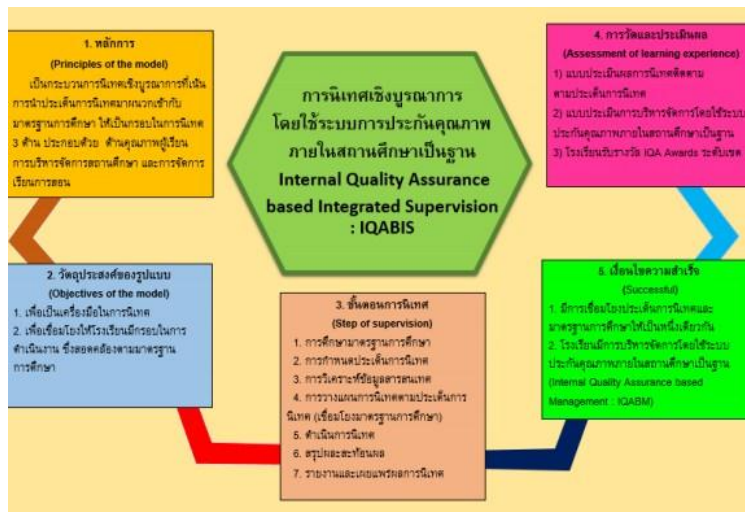 การนิเทศเชิงบูรณาการ
โดยใช้ระบบการประกันคุณภาพ
ภายในสถานศึกษาเป็นฐาน
Internal Quality Assurance
based Integrated Supervision
: IQABIS
1. หลักการ
(Principles of the model)
เป็นกระบวนการนิเทศเชิงบูรณาการที่เน้น
การนำประเด็นการนิเทศมาผนวกเข้ากับ
มาตรฐานการศึกษา ให้เป็นกรอบในการนิเทศ
3 ด้าน ประกอบด้วย ด้านคุณภาพผู้เรียน
การบริหารจัดการสถานศึกษา และการจัดการ
เรียนการสอน
2. วัตถุประสงค์ของรูปแบบ
(Objectives of the model)
1. เพื่อเป็นเครื่องมือในการนิเทศ
2. เพื่อเชื่อมโยงให้โรงเรียนมีกรอบในการ
ดำเนินงาน ซึ่งสอดคล้องตามมาตรฐาน
การศึกษา
3. ขั้นตอนการนิเทศ
(Step of supervision)
1. การศึกษามาตรฐานการศึกษา
2. การกำหนดประเด็นการนิเทศ
3. การวิเคราะห์ข้อมูลสารสนเทศ
4. การวางแผนการนิเทศตามประเด็นการ
นิเทศ (เชื่อมโยงมาตรฐานการศึกษา)
5. ดำเนินการนิเทศ
6. สรุปผลสะท้อนผล
7. รายงานและเผยแพร่ผลการนิเทศ
4. การวัดและประเมินผล
(Assessment of learning experience)
1) แบบประเมินผลการนิเทศติดตาม
ตามประเด็นการนิเทศ
2) แบบประเมินการบริหารจัดการโดยใช้ระบบ
ประกันคุณภาพภายในสถานศึกษาเป็นฐาน
3) โรงเรียนรับรางวัล IQA Awards ระดับเขต
5. เงื่อนไขความสำเร็จ
(Successful)
1. มีการเชื่อมโยงประเด็นการนิเทศและ
มาตรฐานการศึกษาให้เป็นหนึ่งเดียวกัน
2. โรงเรียนมีการบริหารจัดการโดยใช้ระบบ
ประกันคุณภาพภายในสถานศึกษาเป็นฐาน
(Internal Quality Assurance based
Management : IQABM)